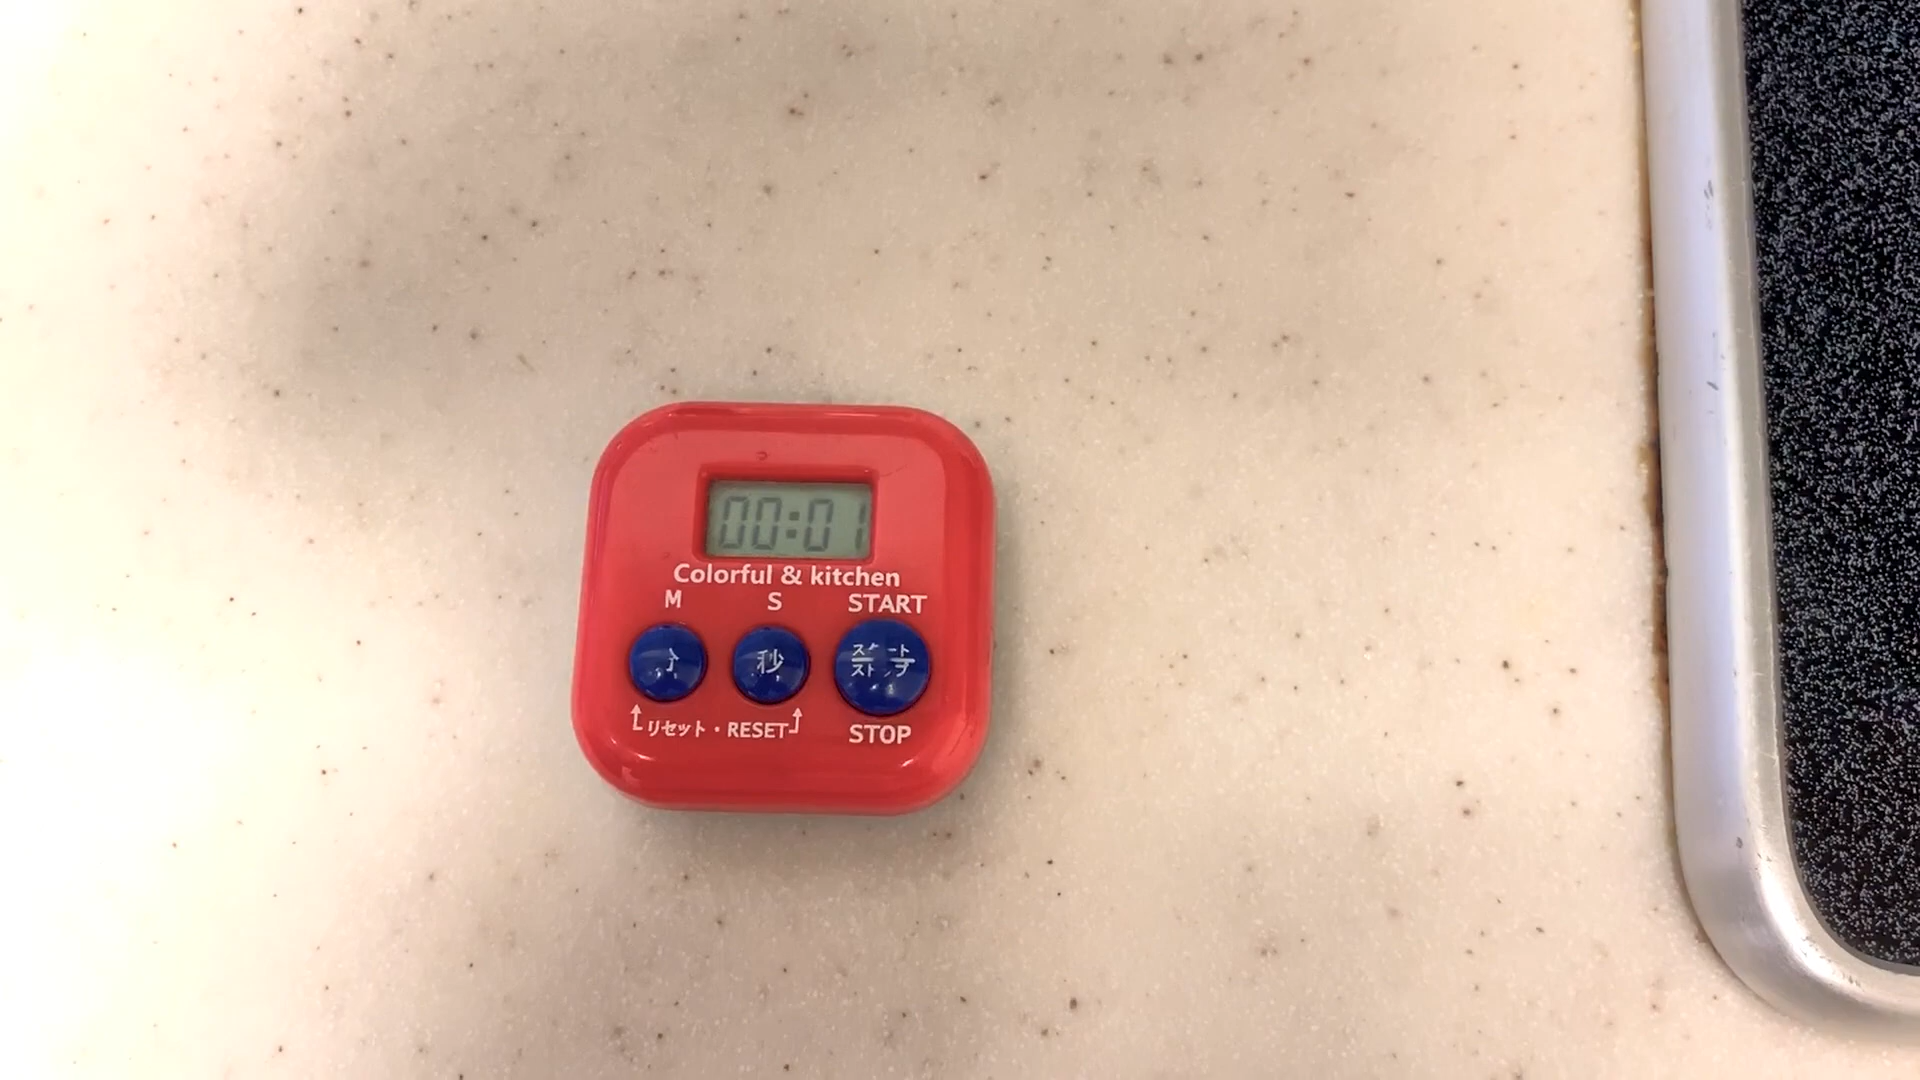 00:01
Colorful & kitchen
M S START
秒
リセット・RESET STOP